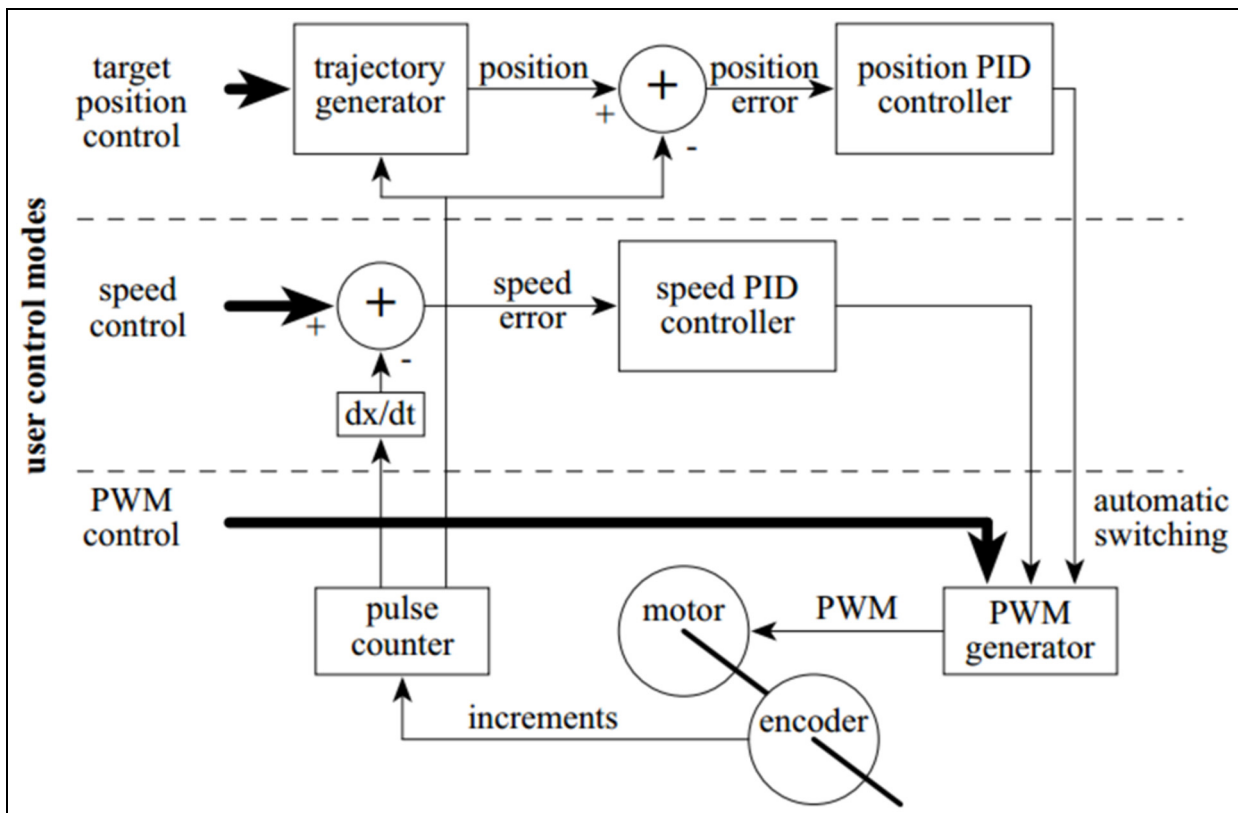 user control modes
target
position
control
trajectory
generator
position
+
+
-
position
error
position PID
controller
speed
control
+
+
-
speed
error
speed PID
controller
dx/dt
PWM
control
automatic
switching
pulse
counter
motor
PWM
PWM
generator
increments
encoder